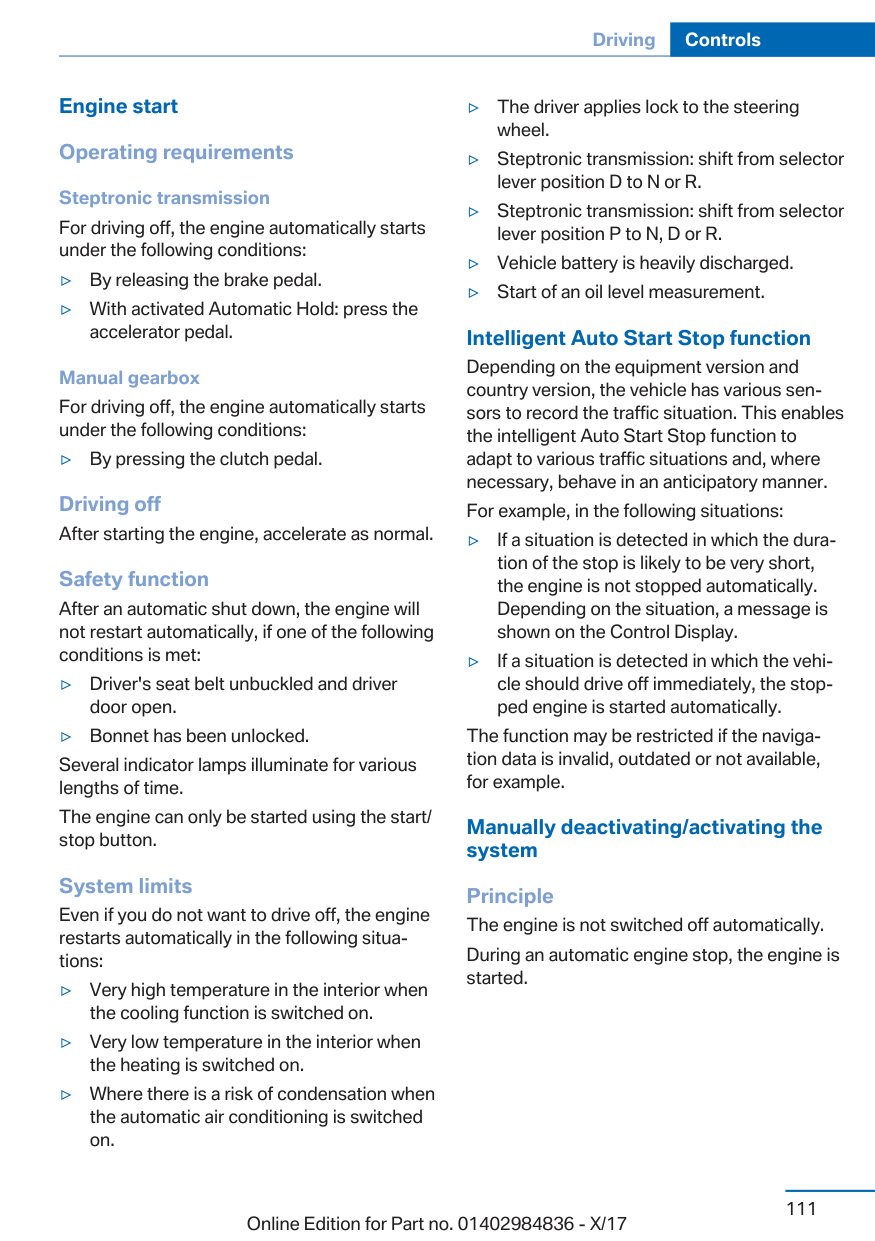 Driving
Controls
Engine start
Operating requirements
Steptronic transmission
For driving off, the engine automatically starts
under the following conditions:
▷ By releasing the brake pedal.
▷ With activated Automatic Hold: press the
accelerator pedal.
Manual gearbox
For driving off, the engine automatically starts
under the following conditions:
▷ By pressing the clutch pedal.
Driving off
After starting the engine, accelerate as normal.
Safety function
After an automatic shut down, the engine will
not restart automatically, if one of the following
conditions is met:
▷ Driver's seat belt unbuckled and driver
door open.
▷ Bonnet has been unlocked.
Several indicator lamps illuminate for various
lengths of time.
The engine can only be started using the start/
stop button.
System limits
Even if you do not want to drive off, the engine
restarts automatically in the following situa-
tions:
▷ Very high temperature in the interior when
the cooling function is switched on.
▷ Very low temperature in the interior when
the heating is switched on.
▷ Where there is a risk of condensation when
the automatic air conditioning is switched
on.
▷ The driver applies lock to the steering
wheel.
▷ Steptronic transmission: shift from selector
lever position D to N or R.
▷ Steptronic transmission: shift from selector
lever position P to N, D or R.
▷ Vehicle battery is heavily discharged.
▷ Start of an oil level measurement.
Intelligent Auto Start Stop function
Depending on the equipment version and
country version, the vehicle has various sen-
sors to record the traffic situation. This enables
the intelligent Auto Start Stop function to
adapt to various traffic situations and, where
necessary, behave in an anticipatory manner.
For example, in the following situations:
▷ If a situation is detected in which the dura-
tion of the stop is likely to be very short,
the engine is not stopped automatically.
Depending on the situation, a message is
shown on the Control Display.
▷ If a situation is detected in which the vehi-
cle should drive off immediately, the stop-
ped engine is started automatically.
The function may be restricted if the naviga-
tion data is invalid, outdated or not available,
for example.
Manually deactivating/activating the
system
Principle
The engine is not switched off automatically.
During an automatic engine stop, the engine is
started.
111
Online Edition for Part no. 01402984836 - X/17